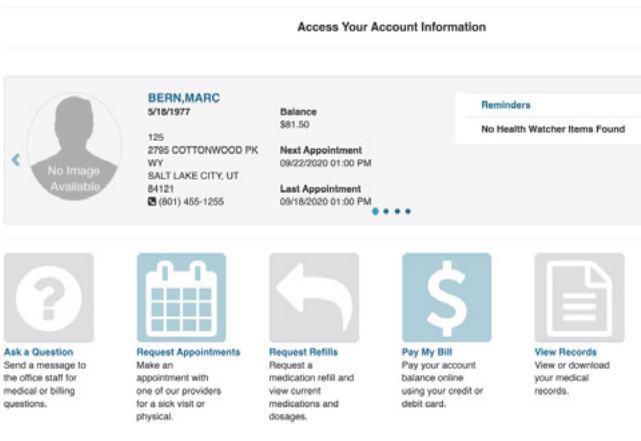 Access Your Account Information
No Image
Available
BERN,MARC
5/18/1977
125
2795 COTTONWOOD PK
WY
SALT LAKE CITY, UT
84121
(801) 455-1255
Balance
$81.50
Next Appointment
09/22/2020 01:00 PM
Last Appointment
09/18/2020 01:00 PM
Reminders
No Health Watcher Items Found
Ask a Question
Send a message to
the office staff for
medical or billing
questions.
Request Appointments
Make an
appointment with
one of our providers
for a sick visit or
physical.
Request Refills
Request a
medication refill and
view current
medications and
dosages.
Pay My Bill
Pay your account
balance online
using your credit or
debit card.
View Records
View or download
your medical
records.